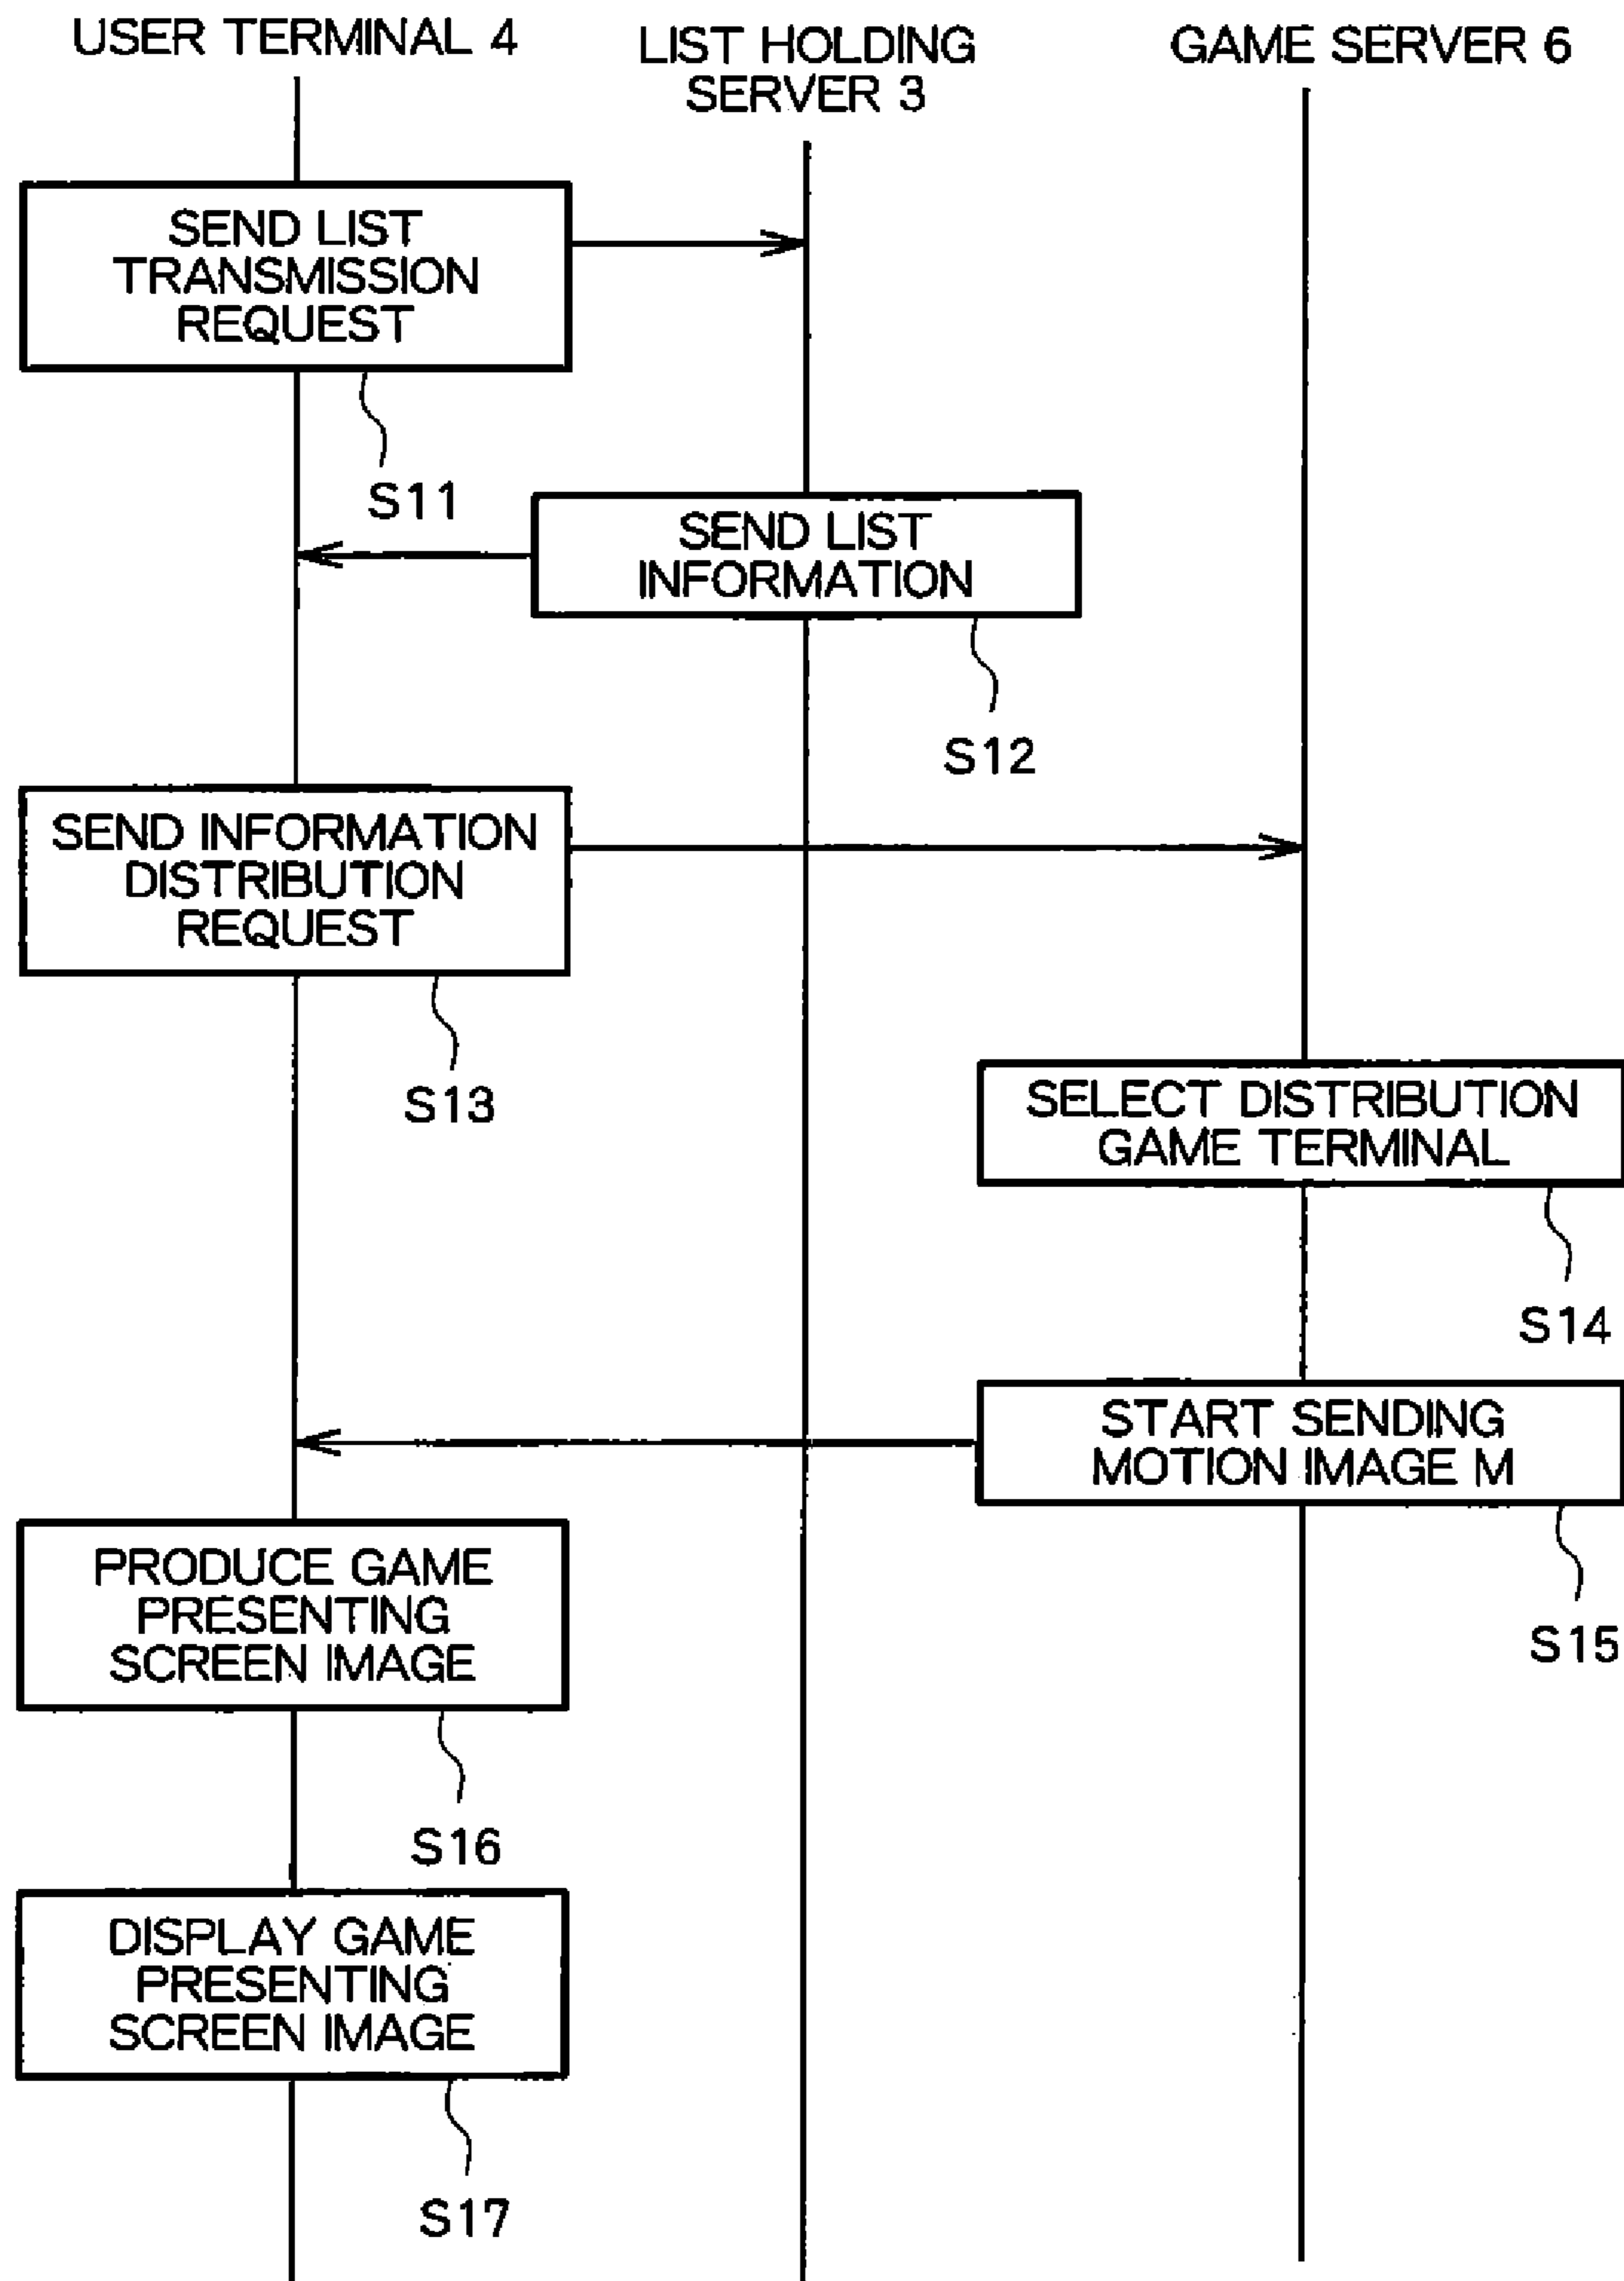 USER TERMINAL 4
LIST HOLDING
SERVER 3
GAME SERVER 6
SEND LIST
TRANSMISSION
REQUEST
S11
SEND LIST
INFORMATION
S12
SEND INFORMATION
DISTRIBUTION
REQUEST
S13
SELECT DISTRIBUTION
GAME TERMINAL
S14
START SENDING
MOTION IMAGE M
S15
PRODUCE GAME
PRESENTING
SCREEN IMAGE
S16
DISPLAY GAME
PRESENTING
SCREEN IMAGE
S17